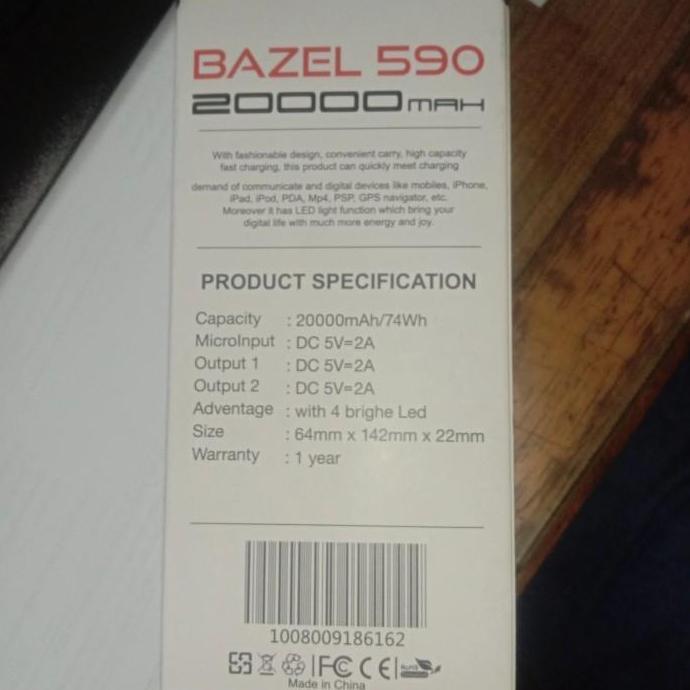 BAZEL 590
20000MAH
With fashionable design, convenient carry, high capacity
fast charging, this product can quickly meet charging
demand of communicate and digital devices like mobiles, iPhone,
iPad, iPod, PDA, Mp4, PSP, GPS navigator, etc.
Moreover it has LED light function which bring your
digital life with much more energy and joy.
PRODUCT SPECIFICATION
Capacity : 20000mAh/74Wh
MicroInput : DC 5V=2A
Output 1 : DC 5V=2A
Output 2 : DC 5V=2A
Adventage : with 4 brighe Led
Size : 64mm x 142mm x 22mm
Warranty : 1 year
1008009186162
FC CE
Made in China